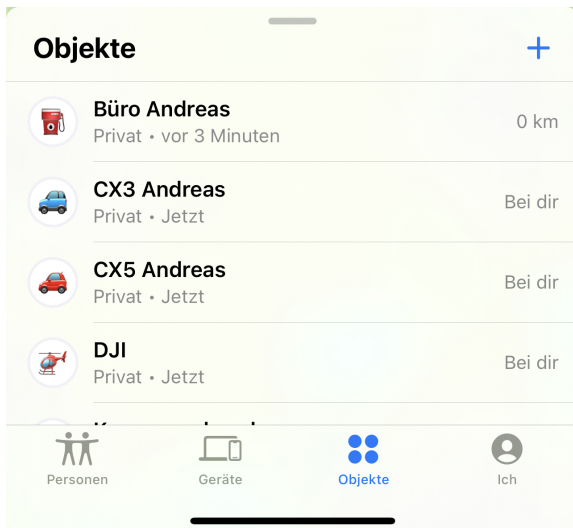 Objekte
Büro Andreas
Privat • vor 3 Minuten
0 km
CX3 Andreas
Privat • Jetzt
Bei dir
CX5 Andreas
Privat • Jetzt
Bei dir
DJI
Privat • Jetzt
Bei dir
Personen
Geräte
Objekte
Ich